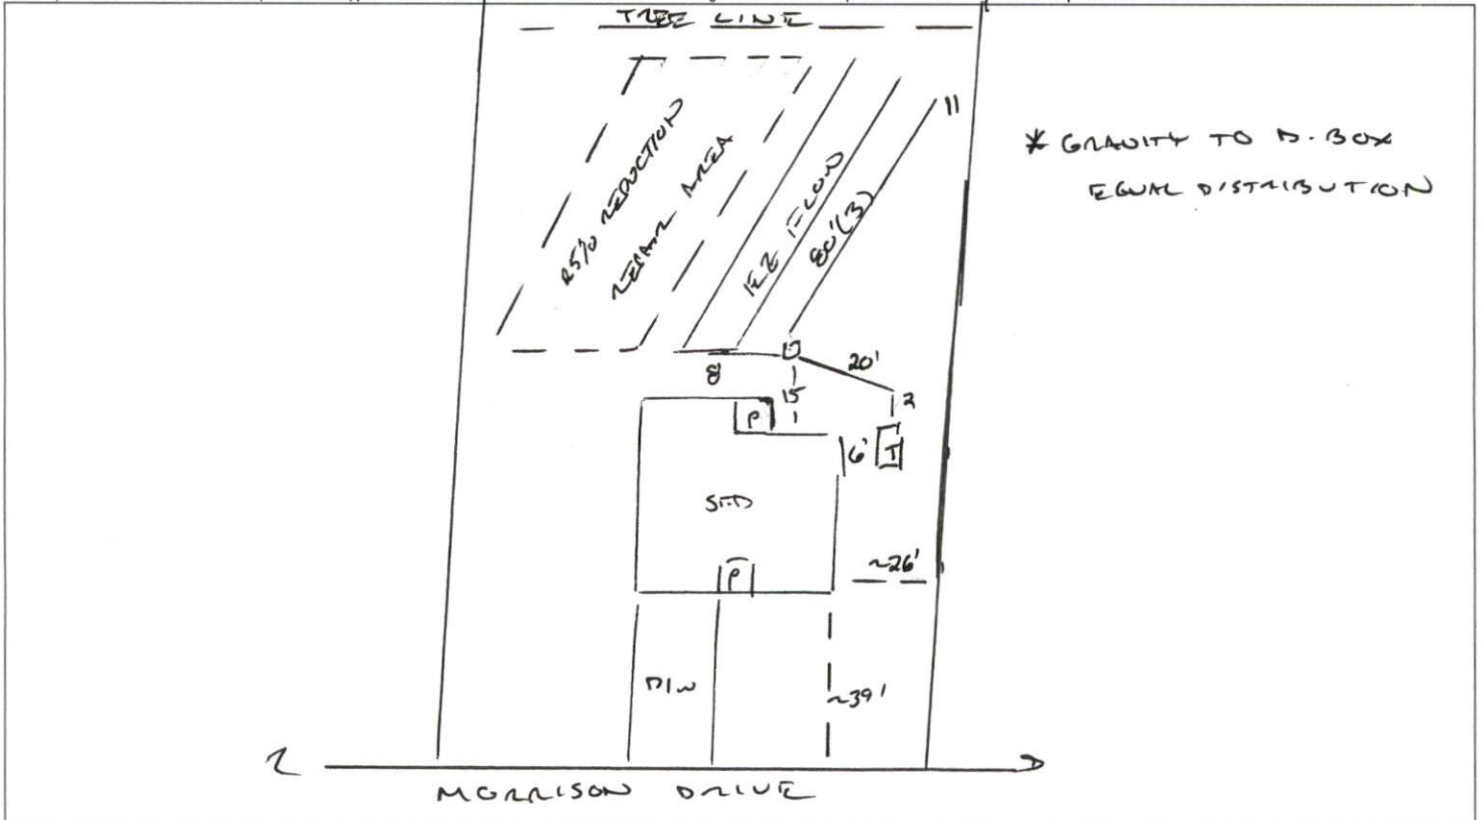 TREE LINE
11
* GRAVITY TO D-BOX
EQUAL DISTRIBUTION
25% REDUCTION
REPAIR AREA
EZ FLOW
80'(3)
20'
8
15
2
P
6'
T
SFD
~26'
P
D/W
~39'
MORRISON DRIVE